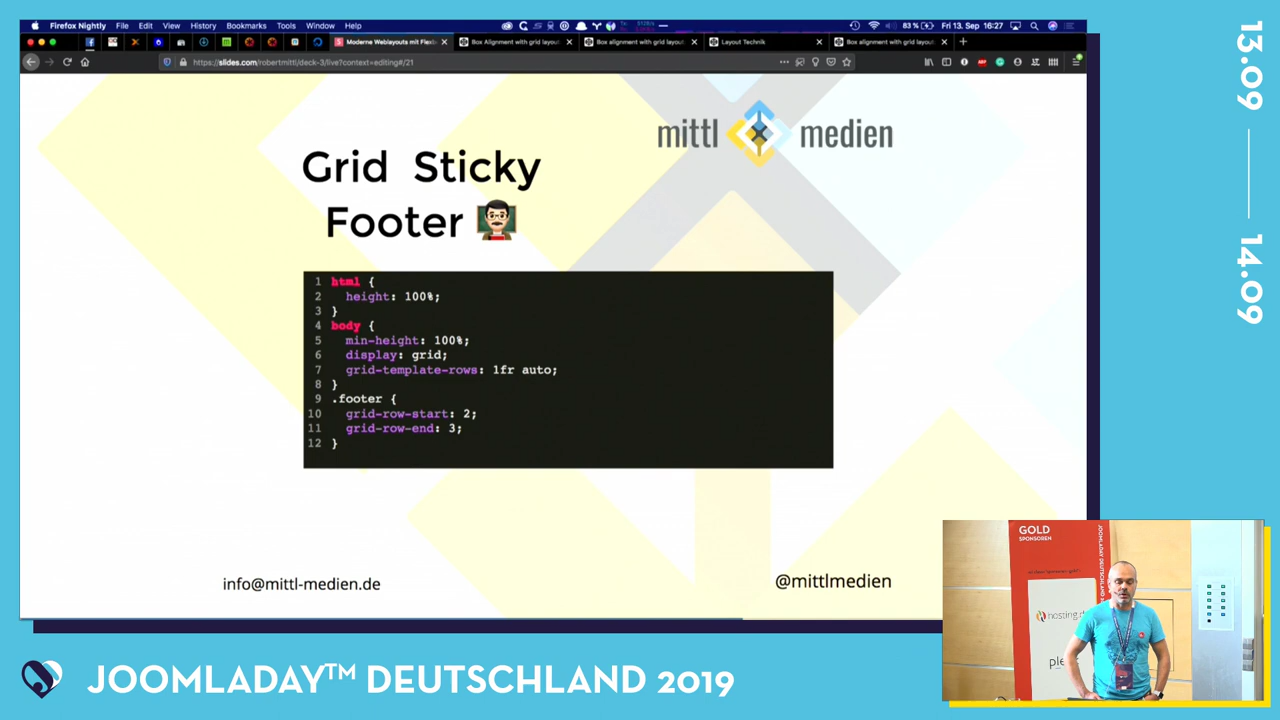 Firefox Nightly File Edit View History Bookmarks Tools Window Help
83 % Fri 13. Sep 16:27
Moderne Weblayouts mit Flexb
Box Alignment with grid layout
Box alignment with grid layout
Layout Technik
Box alignment with grid layout
https://slides.com/robertmittl/deck-3/live?context=editing#/21
mittl medien
Grid Sticky
Footer
1 html {
2 height: 100%;
3 }
4 body {
5 min-height: 100%;
6 display: grid;
7 grid-template-rows: 1fr auto;
8 }
9 .footer {
10 grid-row-start: 2;
11 grid-row-end: 3;
12 }
info@mittl-medien.de
@mittlmedien
13.09
14.09
GOLD
SPONSOREN
JOOMLADAY DEUTSCHLAND
hosting.d
ple
JOOMLADAY™ DEUTSCHLAND 2019